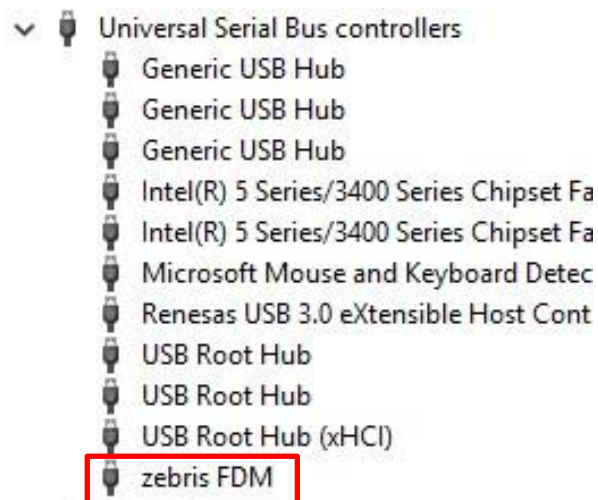 Universal Serial Bus controllers
Generic USB Hub
Generic USB Hub
Generic USB Hub
Intel(R) 5 Series/3400 Series Chipset Fa
Intel(R) 5 Series/3400 Series Chipset Fa
Microsoft Mouse and Keyboard Detec
Renesas USB 3.0 eXtensible Host Cont
USB Root Hub
USB Root Hub
USB Root Hub (xHCI)
zebris FDM